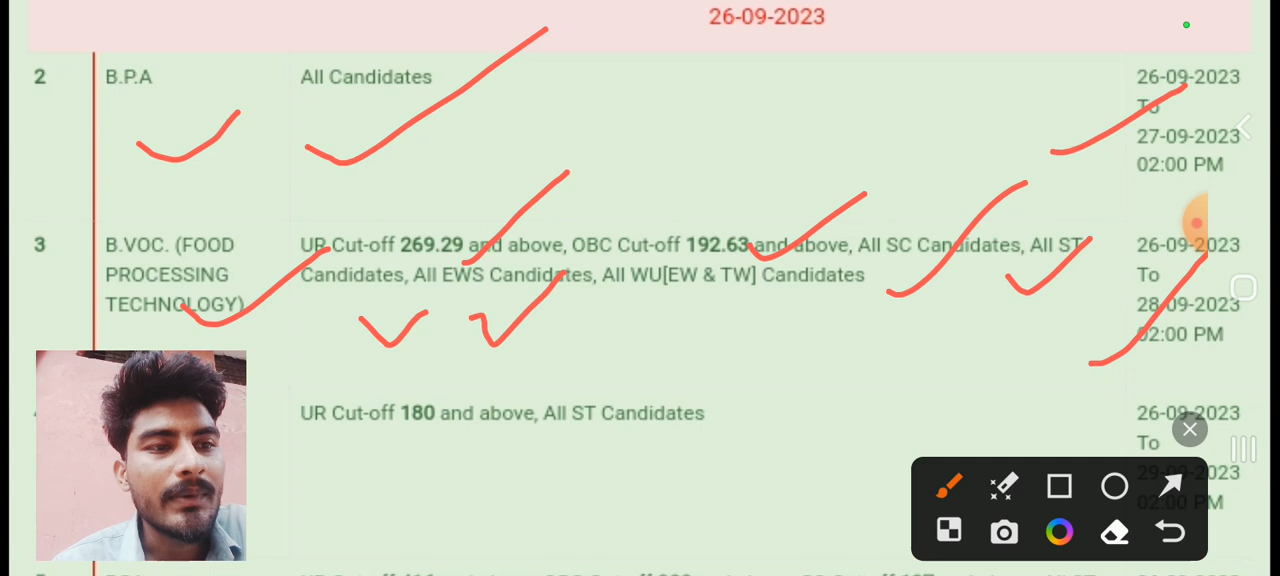 26-09-2023
2 B.P.A All Candidates 26-09-2023
To
27-09-2023
02:00 PM
3 B.VOC. (FOOD UR Cut-off 269.29 and above, OBC Cut-off 192.63 and above, All SC Candidates, All ST 26-09-2023
PROCESSING Candidates, All EWS Candidates, All WU[EW & TW] Candidates To
TECHNOLOGY) 28-09-2023
02:00 PM
UR Cut-off 180 and above, All ST Candidates 26-09-2023
To
29-09-2023
02:00 PM